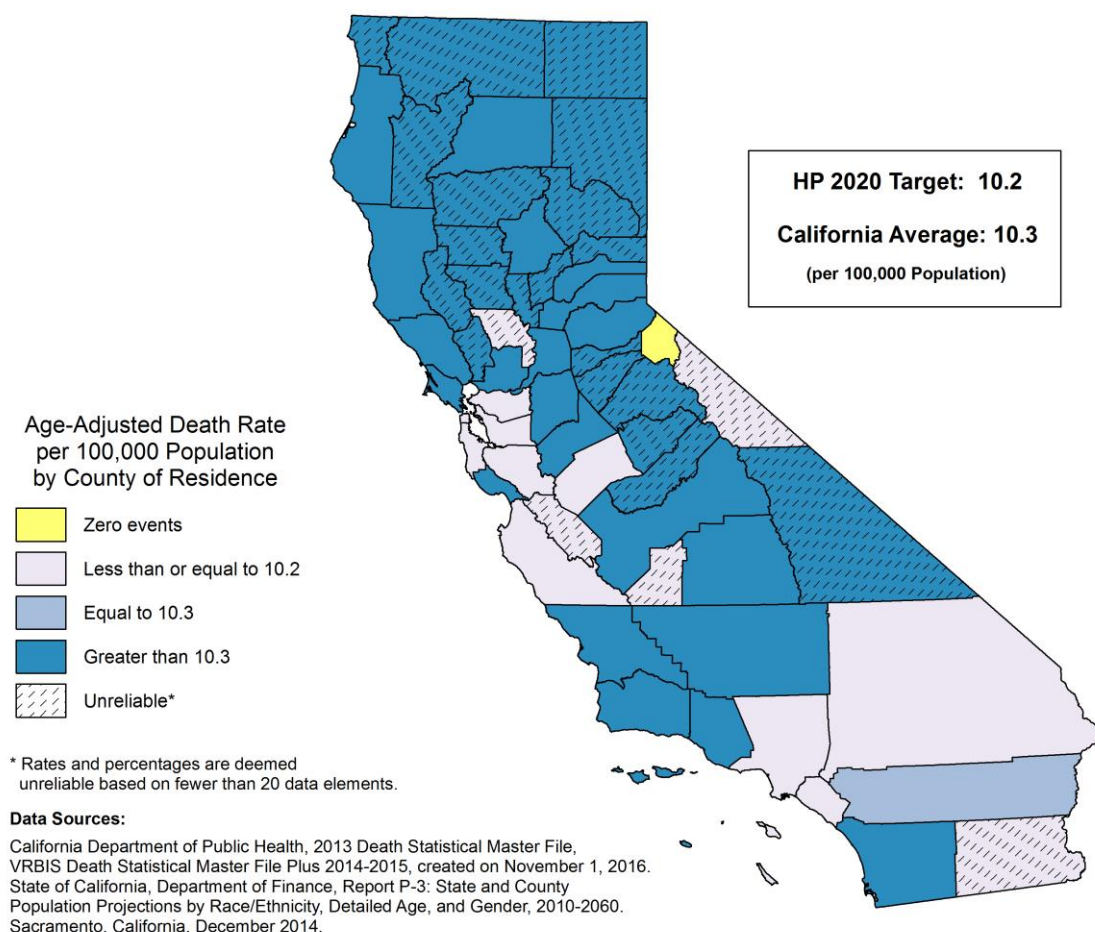 HP 2020 Target: 10.2
California Average: 10.3
(per 100,000 Population)
Age-Adjusted Death Rate
per 100,000 Population
by County of Residence
Zero events
Less than or equal to 10.2
Equal to 10.3
Greater than 10.3
Unreliable*
* Rates and percentages are deemed
unreliable based on fewer than 20 data elements.
Data Sources:
California Department of Public Health, 2013 Death Statistical Master File,
VRBIS Death Statistical Master File Plus 2014-2015, created on November 1, 2016.
State of California, Department of Finance, Report P-3: State and County
Population Projections by Race/Ethnicity, Detailed Age, and Gender, 2010-2060.
Sacramento, California, December 2014.